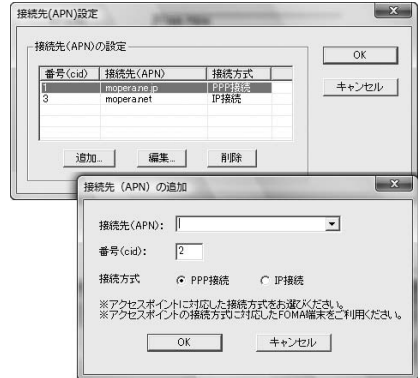 接続先(APN)設定
接続先(APN)の設定
番号(cid) 接続先(APN) 接続方式
1 mopera.ne.jp PPP接続
3 mopera.net IP接続
追加... 編集... 削除
OK
キャンセル
接続先（APN）の追加
接続先(APN):
番号(cid): 2
接続方式 PPP接続 IP接続
※アクセスポイントに対応した接続方式をお選びください。
※アクセスポイントの接続方式に対応したFOMA端末をご利用ください。
OK キャンセル